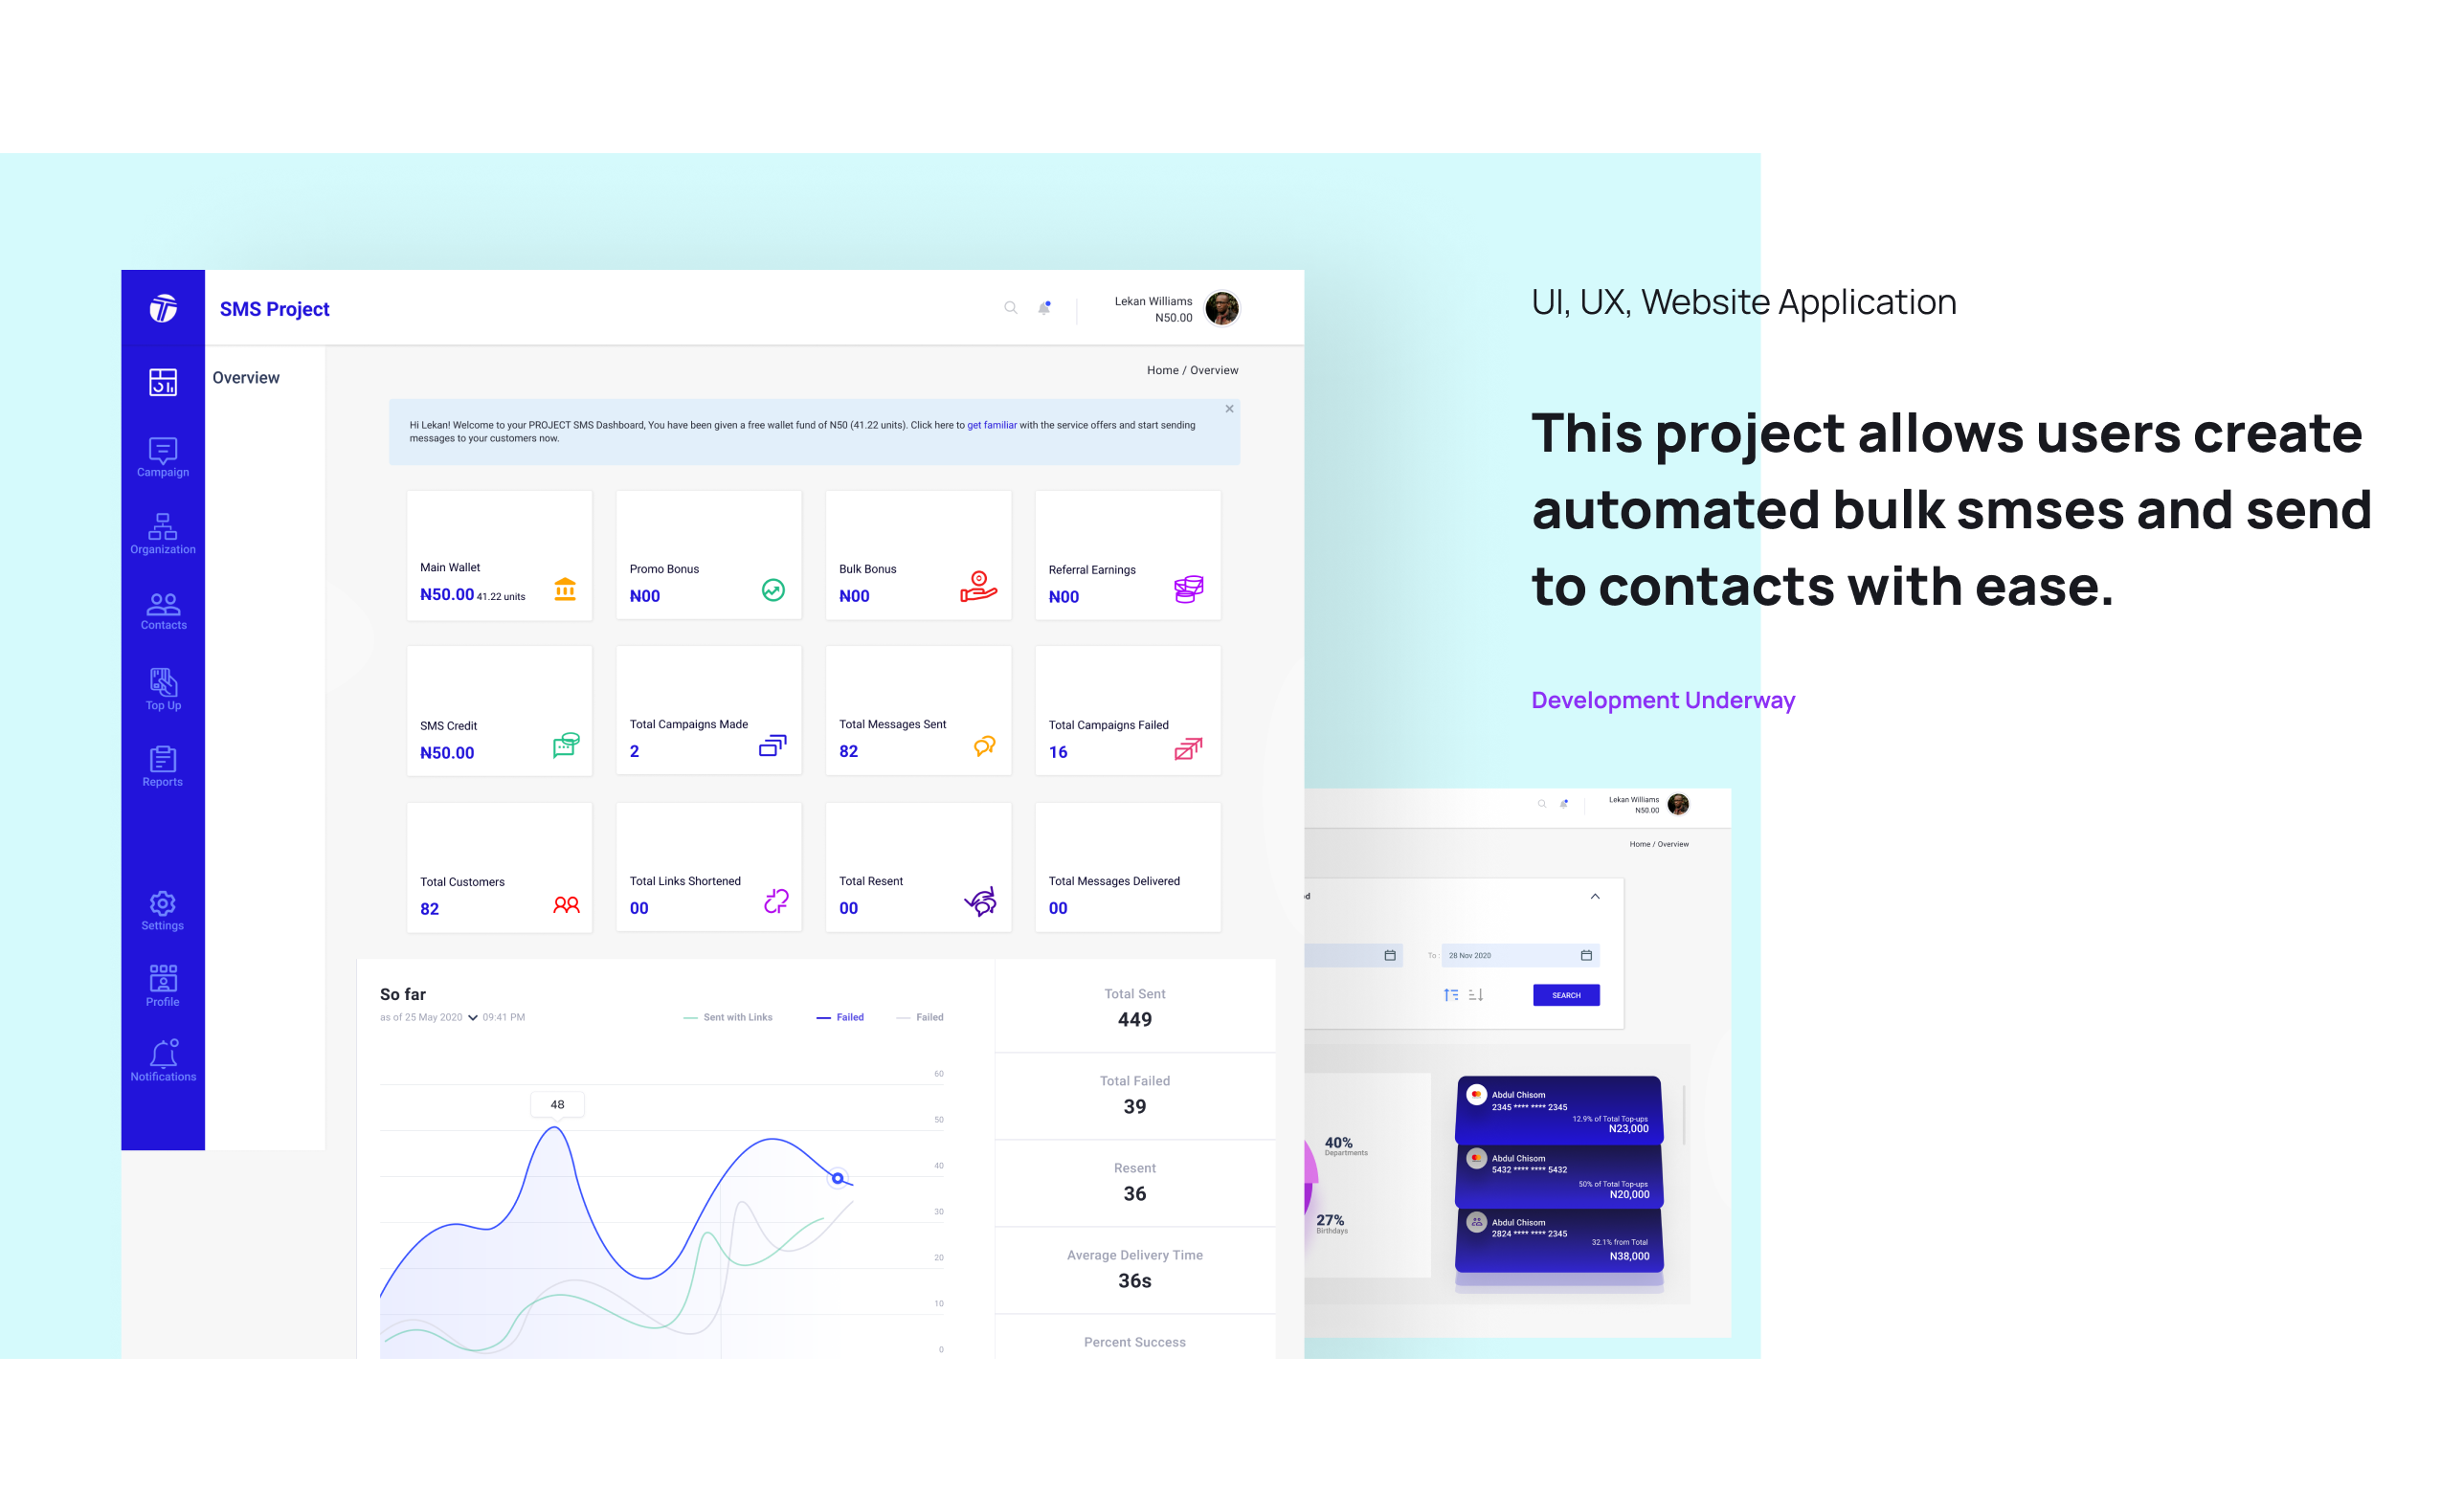 SMS Project
Lekan Williams
N50.00
Overview
Home / Overview
Campaign
Organization
Contacts
Top Up
Reports
Settings
Profile
Notifications
Hi Lekan! Welcome to your PROJECT SMS Dashboard, You have been given a free wallet fund of N50 (41.22 units). Click here to get familiar with the service offers and start sending
messages to your customers now.
Main Wallet
₦50.00 41.22 units
Promo Bonus
₦00
Bulk Bonus
₦00
Referral Earnings
₦00
SMS Credit
₦50.00
Total Campaigns Made
2
Total Messages Sent
82
Total Campaigns Failed
16
Total Customers
82
Total Links Shortened
00
Total Resent
00
Total Messages Delivered
00
So far
as of 25 May 2020 09:41 PM
Sent with Links
Failed
Failed
60
50
40
30
20
10
0
48
Total Sent
449
Total Failed
39
Resent
36
Average Delivery Time
36s
Percent Success
UI, UX, Website Application
This project allows users create
automated bulk smses and send
to contacts with ease.
Development Underway
Lekan Williams
N50.00
Home / Overview
To : 28 Nov 2020
SEARCH
40%
Departments
27%
Birthdays
Abdul Chisom
2345 **** **** 2345
12.9% of Total Top-ups
N23,000
Abdul Chisom
5432 **** **** 5432
50% of Total Top-ups
N20,000
Abdul Chisom
2824 **** **** 2345
32.1% from Total
N38,000